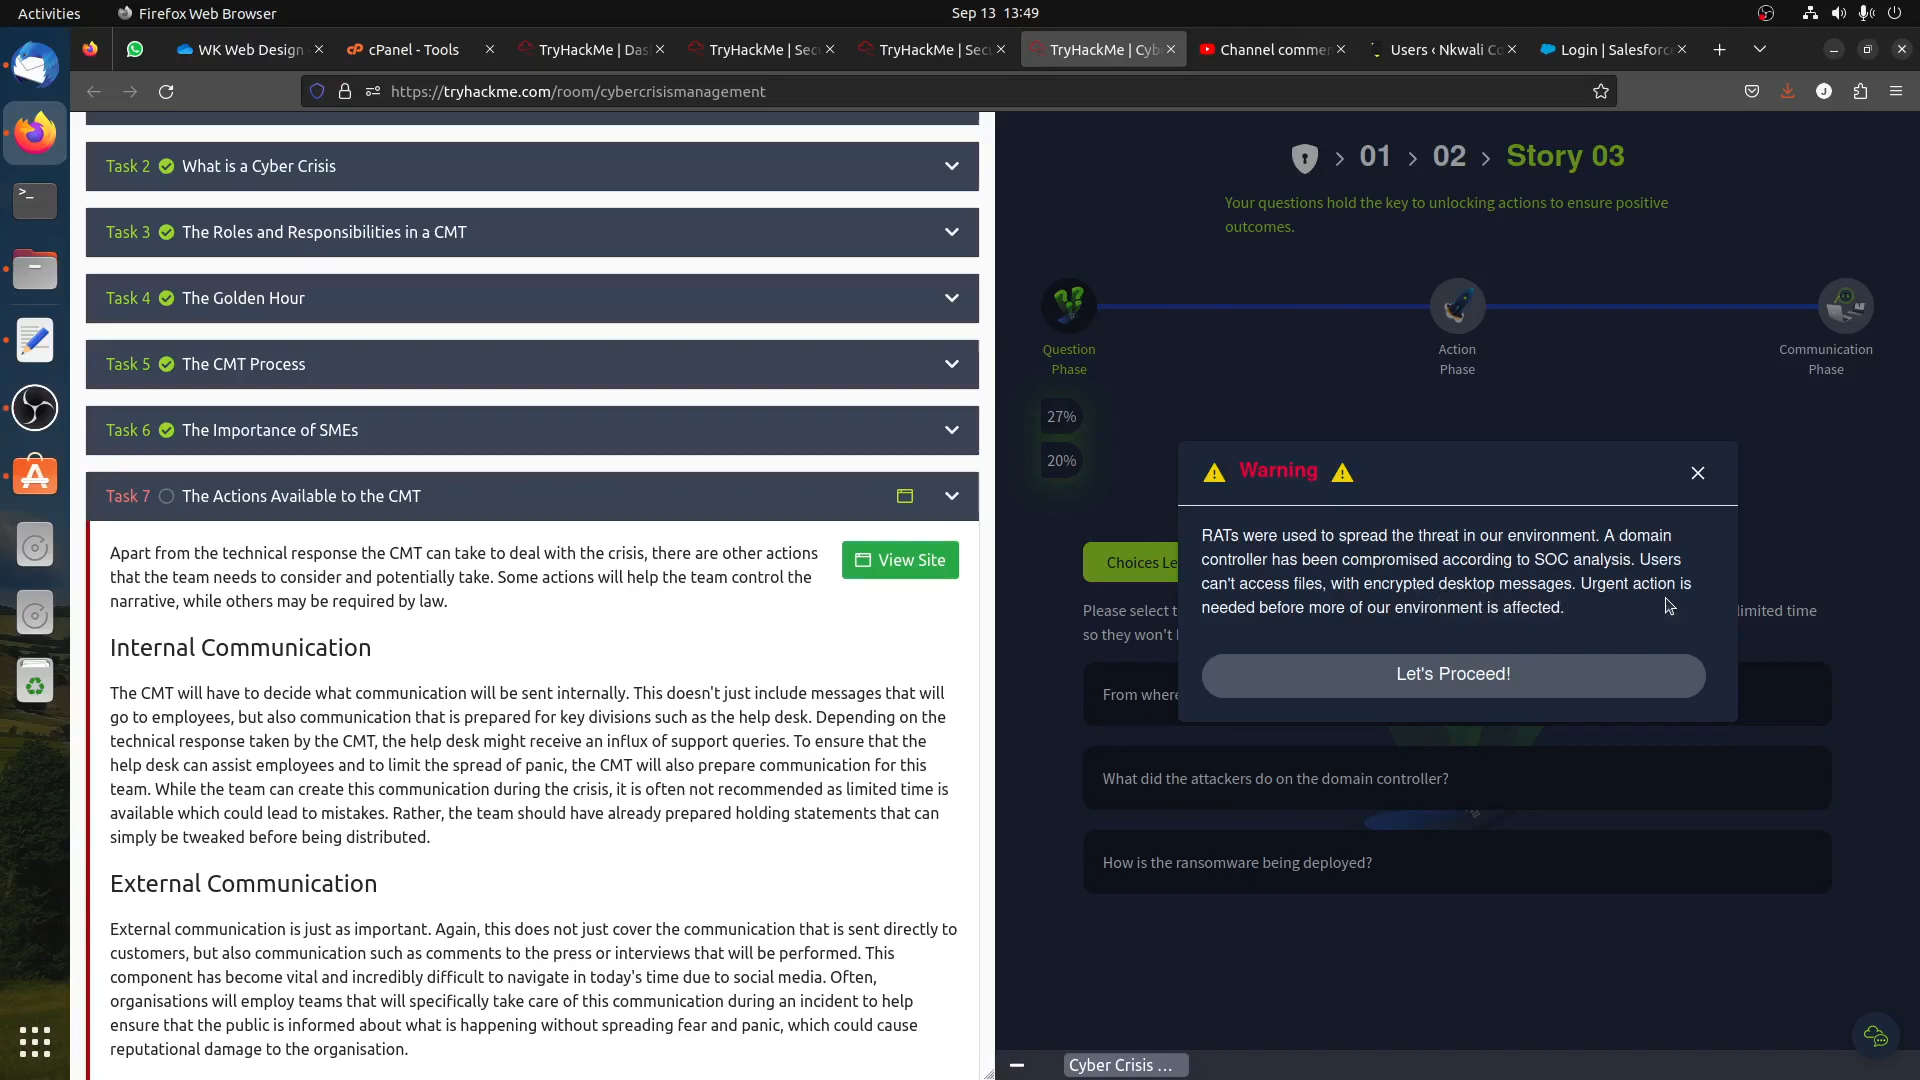 Activities
Firefox Web Browser
Sep 13 13:49
WK Web Design
cPanel - Tools
TryHackMe | Das
TryHackMe | Secu
TryHackMe | Secu
TryHackMe | Cybe
Channel commen
Users ‹ Nkwali Co
Login | Salesforce
https://tryhackme.com/room/cybercrisismanagement
Task 2 What is a Cyber Crisis
Task 3 The Roles and Responsibilities in a CMT
Task 4 The Golden Hour
Task 5 The CMT Process
Task 6 The Importance of SMEs
Task 7 The Actions Available to the CMT
View Site
Apart from the technical response the CMT can take to deal with the crisis, there are other actions
that the team needs to consider and potentially take. Some actions will help the team control the
narrative, while others may be required by law.
Internal Communication
The CMT will have to decide what communication will be sent internally. This doesn't just include messages that will
go to employees, but also communication that is prepared for key divisions such as the help desk. Depending on the
technical response taken by the CMT, the help desk might receive an influx of support queries. To ensure that the
help desk can assist employees and to limit the spread of panic, the CMT will also prepare communication for this
team. While the team can create this communication during the crisis, it is often not recommended as limited time is
available which could lead to mistakes. Rather, the team should have already prepared holding statements that can
simply be tweaked before being distributed.
External Communication
External communication is just as important. Again, this does not just cover the communication that is sent directly to
customers, but also communication such as comments to the press or interviews that will be performed. This
component has become vital and incredibly difficult to navigate in today's time due to social media. Often,
organisations will employ teams that will specifically take care of this communication during an incident to help
ensure that the public is informed about what is happening without spreading fear and panic, which could cause
reputational damage to the organisation.
› 01 › 02 › Story 03
Your questions hold the key to unlocking actions to ensure positive
outcomes.
Question
Phase
Action
Phase
Communication
Phase
27%
20%
Warning
RATs were used to spread the threat in our environment. A domain
controller has been compromised according to SOC analysis. Users
can't access files, with encrypted desktop messages. Urgent action is
needed before more of our environment is affected.
Let's Proceed!
Choices Le
Please select t
limited time
so they won't
From where
What did the attackers do on the domain controller?
How is the ransomware being deployed?
Cyber Crisis ...